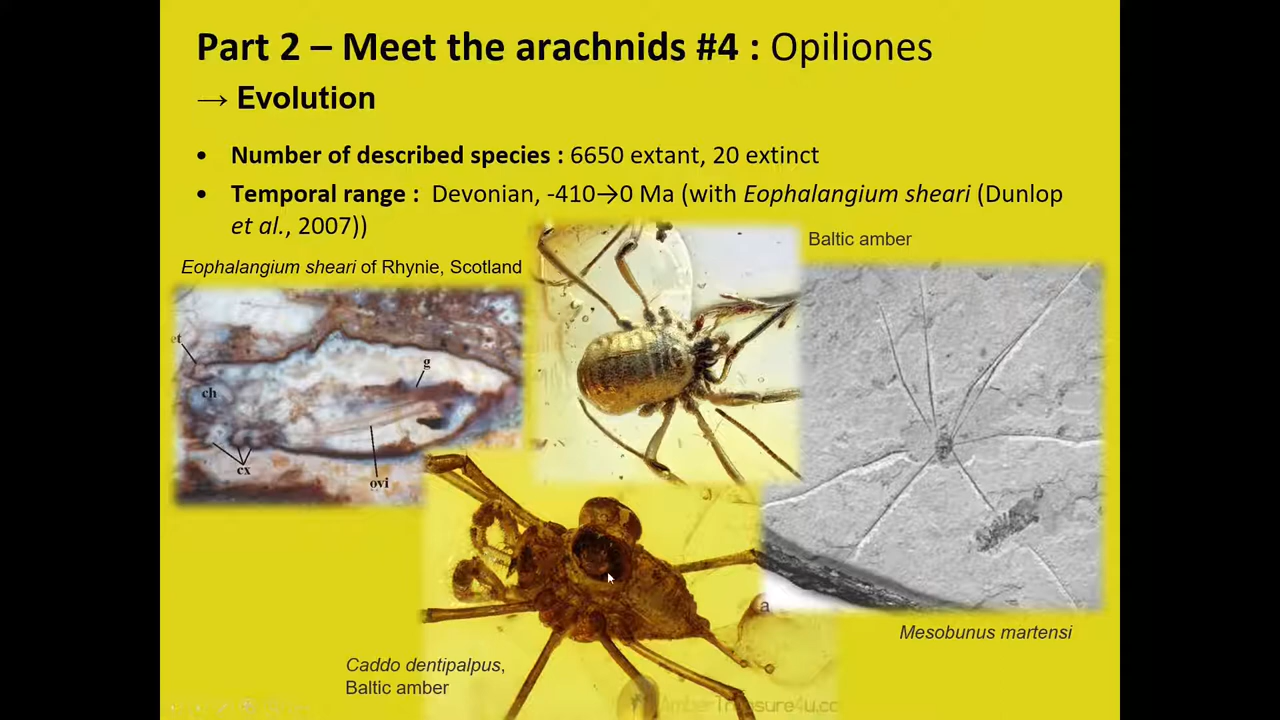 Part 2 – Meet the arachnids #4 : Opiliones
→ Evolution
• Number of described species : 6650 extant, 20 extinct
• Temporal range : Devonian, -410→0 Ma (with Eophalangium sheari (Dunlop
et al., 2007))
Baltic amber
Eophalangium sheari of Rhynie, Scotland
et
g
ch
cx
ovi
a
Mesobunus martensi
Caddo dentipalpus,
Baltic amber